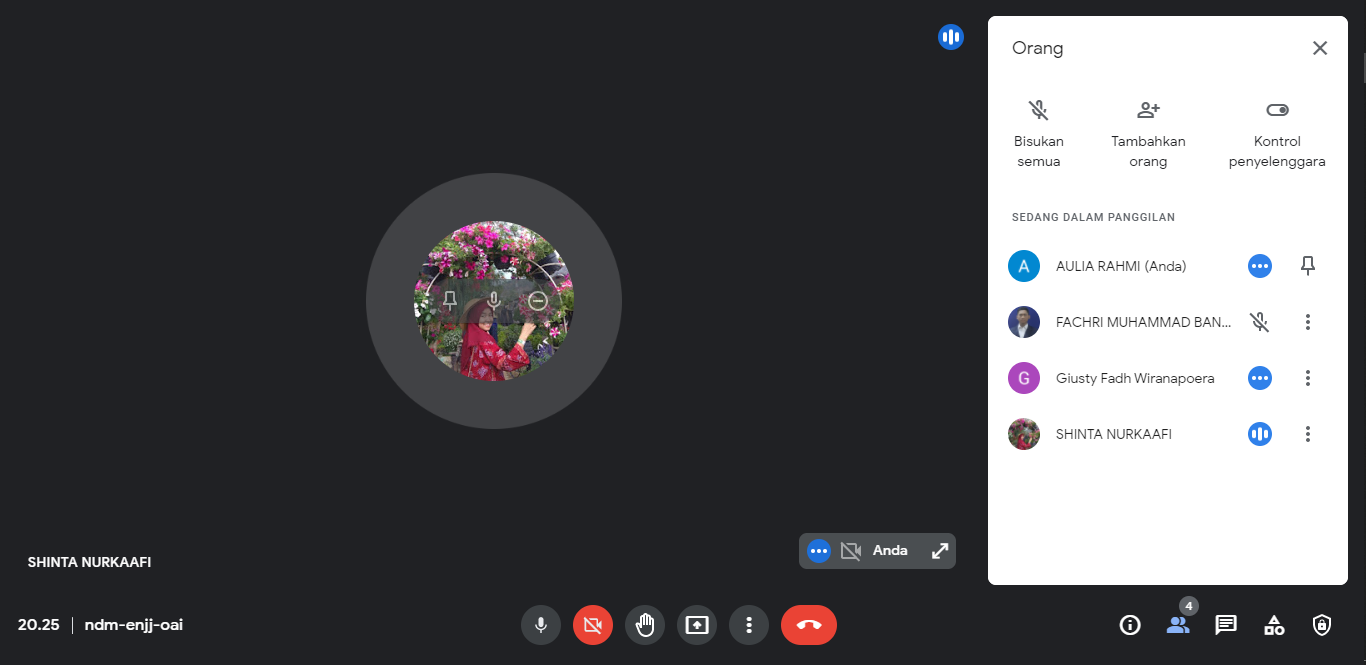 Orang
Bisukan
semua
Tambahkan
orang
Kontrol
penyelenggara
SEDANG DALAM PANGGILAN
A
AULIA RAHMI (Anda)
FACHRI MUHAMMAD BAN...
G
Giusty Fadh Wiranapoera
SHINTA NURKAAFI
Anda
SHINTA NURKAAFI
20.25 | ndm-enjj-oai
4